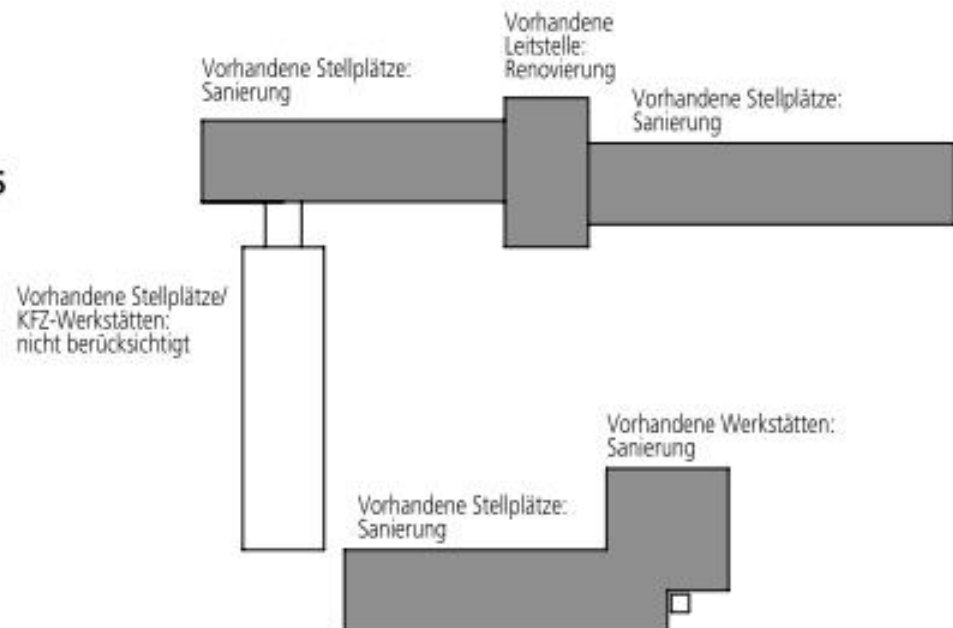 Vorhandene
Leitstelle:
Renovierung
Vorhandene Stellplätze:
Sanierung
Vorhandene Stellplätze:
Sanierung
s
Vorhandene Stellplätze/
KFZ-Werkstätten:
nicht berücksichtigt
Vorhandene Werkstätten:
Sanierung
Vorhandene Stellplätze:
Sanierung